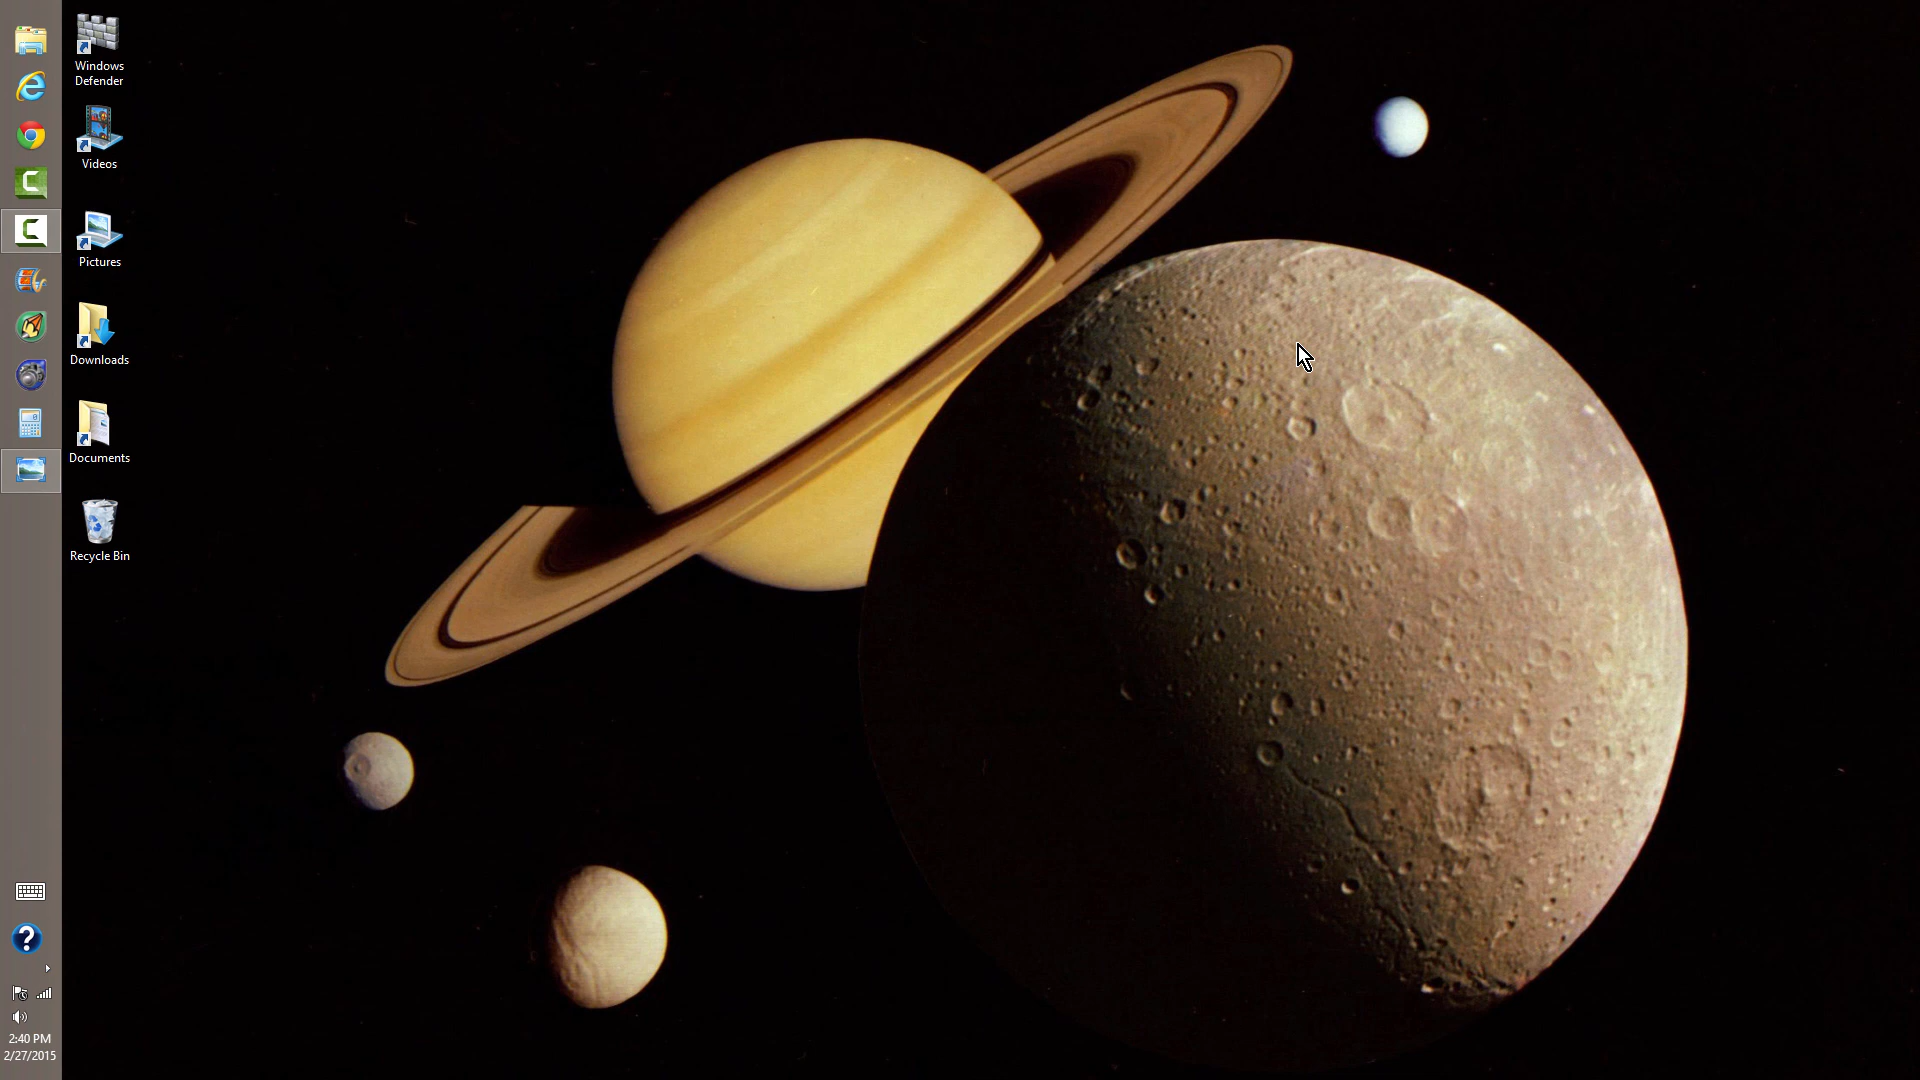 Windows
Defender
Videos
Pictures
Downloads
Documents
Recycle Bin
2:40 PM
2/27/2015